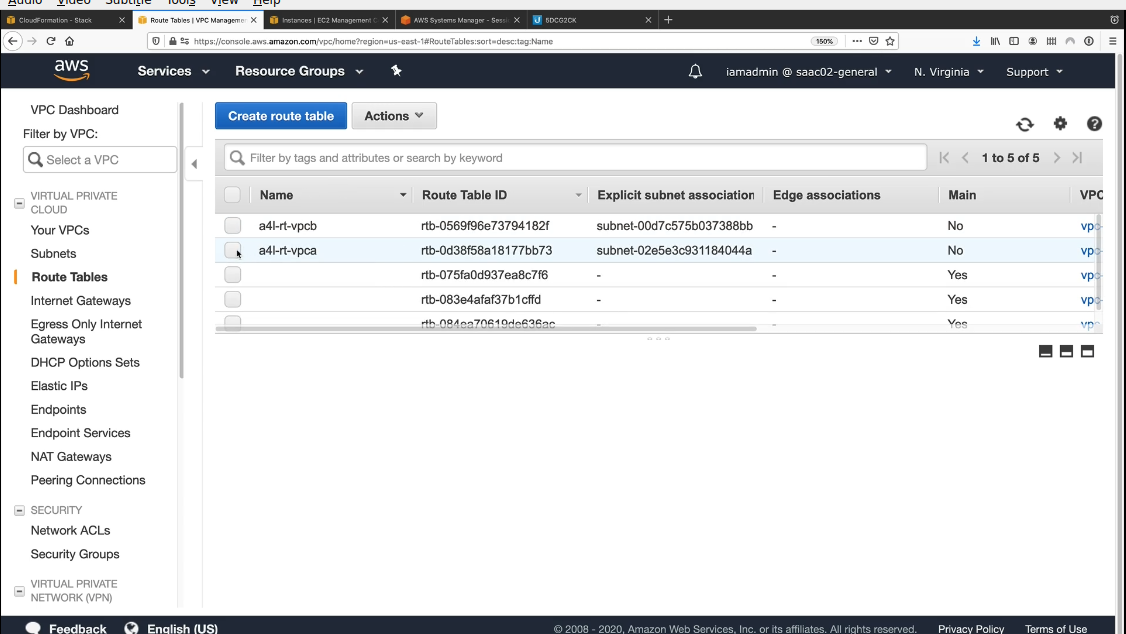 Audio Video Subtitle Tools View Help
CloudFormation - Stack
Route Tables | VPC Managemen
Instances | EC2 Management C
AWS Systems Manager - Sessi
5DCG2CK
https://console.aws.amazon.com/vpc/home?region=us-east-1#RouteTables:sort=desc:tag:Name
150%
aws
Services
Resource Groups
iamadmin @ saac02-general
N. Virginia
Support
VPC Dashboard
Filter by VPC:
Select a VPC
VIRTUAL PRIVATE
CLOUD
Your VPCs
Subnets
Route Tables
Internet Gateways
Egress Only Internet
Gateways
DHCP Options Sets
Elastic IPs
Endpoints
Endpoint Services
NAT Gateways
Peering Connections
SECURITY
Network ACLs
Security Groups
VIRTUAL PRIVATE
NETWORK (VPN)
Create route table
Actions
Filter by tags and attributes or search by keyword
1 to 5 of 5
Name Route Table ID Explicit subnet association Edge associations Main VPC
a4l-rt-vpcb rtb-0569f96e73794182f subnet-00d7c575b037388bb - No vpc-
a4l-rt-vpca rtb-0d38f58a18177bb73 subnet-02e5e3c931184044a - No vpc-
rtb-075fa0d937ea8c7f6 - - Yes vpc-
rtb-083e4afaf37b1cffd - - Yes vpc-
rtb-084ea70619de636ac - - Yes vpc-
Feedback
English (US)
© 2008 - 2020, Amazon Web Services, Inc. or its affiliates. All rights reserved.
Privacy Policy
Terms of Use